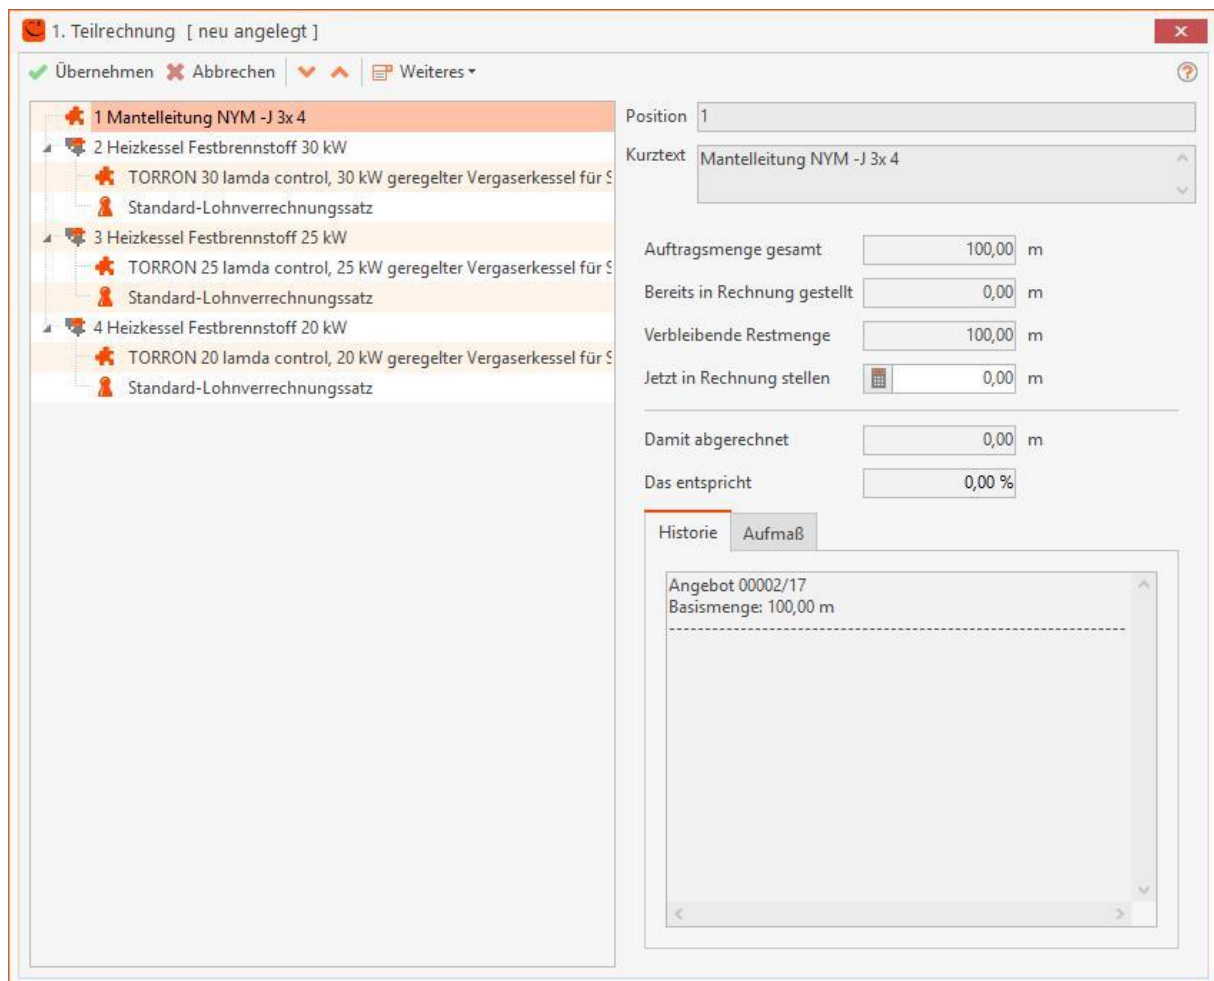 1. Teilrechnung [ neu angelegt ]
Übernehmen Abbrechen Weiteres
1 Mantelleitung NYM -J 3x 4
2 Heizkessel Festbrennstoff 30 kW
TORRON 30 lamda control, 30 kW geregelter Vergaserkessel für S
Standard-Lohnverrechnungssatz
3 Heizkessel Festbrennstoff 25 kW
TORRON 25 lamda control, 25 kW geregelter Vergaserkessel für S
Standard-Lohnverrechnungssatz
4 Heizkessel Festbrennstoff 20 kW
TORRON 20 lamda control, 20 kW geregelter Vergaserkessel für S
Standard-Lohnverrechnungssatz
Position 1
Kurztext Mantelleitung NYM -J 3x 4
Auftragsmenge gesamt 100,00 m
Bereits in Rechnung gestellt 0,00 m
Verbleibende Restmenge 100,00 m
Jetzt in Rechnung stellen 0,00 m
Damit abgerechnet 0,00 m
Das entspricht 0,00 %
Historie Aufmaß
Angebot 00002/17
Basismenge: 100,00 m